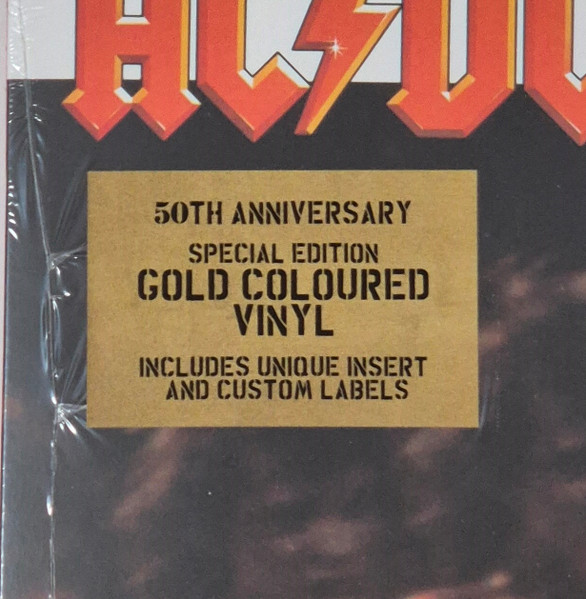 AC/DC
50TH ANNIVERSARY
SPECIAL EDITION
GOLD COLOURED
VINYL
INCLUDES UNIQUE INSERT
AND CUSTOM LABELS